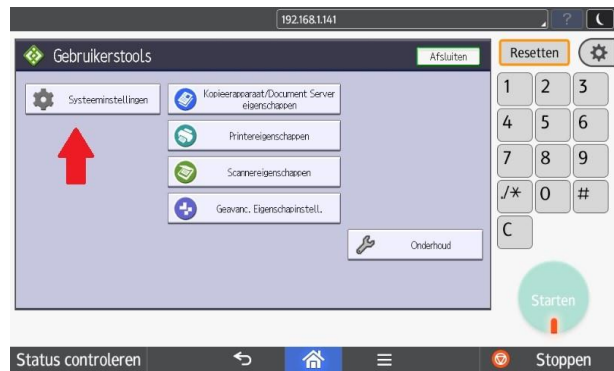 192.168.1.141
?
Gebruikerstools
Afsluiten
Resetten
Systeeminstellingen
Kopieerapparaat/Document Server
eigenschappen
Printereigenschappen
Scannereigenschappen
Geavanc. Eigenschapinstell.
Onderhoud
1 2 3
4 5 6
7 8 9
./* 0 #
C
Starten
Status controleren
Stoppen